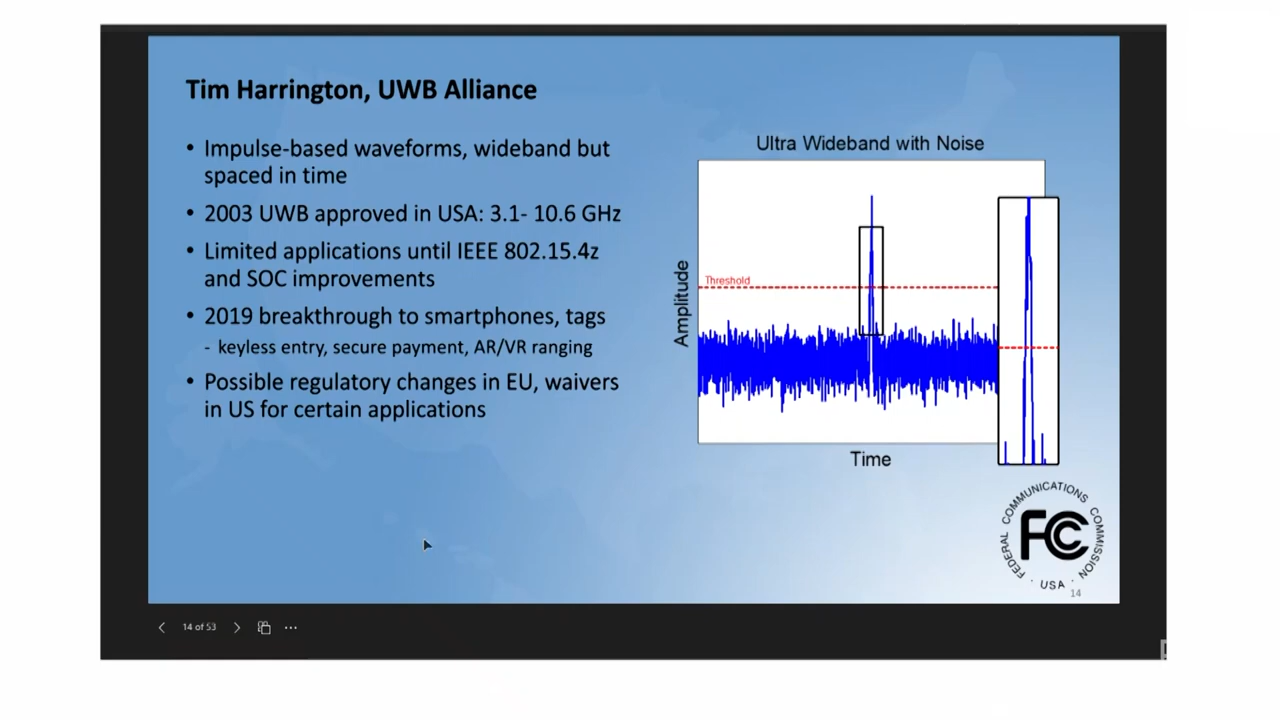 Tim Harrington, UWB Alliance
• Impulse-based waveforms, wideband but
spaced in time
• 2003 UWB approved in USA: 3.1- 10.6 GHz
• Limited applications until IEEE 802.15.4z
and SOC improvements
• 2019 breakthrough to smartphones, tags
- keyless entry, secure payment, AR/VR ranging
• Possible regulatory changes in EU, waivers
in US for certain applications
Ultra Wideband with Noise
Threshold
Amplitude
Time
FEDERAL COMMUNICATIONS COMMISSION · USA ·
FCC
14
14 of 53